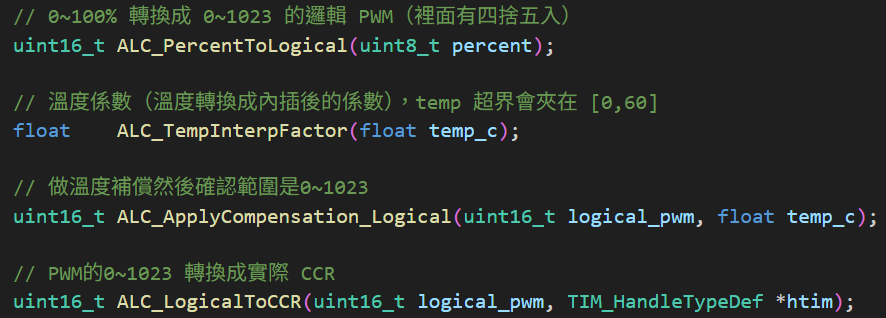 // 0~100% 轉換成 0~1023 的邏輯 PWM（裡面有四捨五入）
uint16_t ALC_PercentToLogical(uint8_t percent);
// 溫度係數（溫度轉換成內插後的係數），temp 超界會夾在 [0,60]
float    ALC_TempInterpFactor(float temp_c);
// 做溫度補償然後確認範圍是0~1023
uint16_t ALC_ApplyCompensation_Logical(uint16_t logical_pwm, float temp_c);
// PWM的0~1023 轉換成實際 CCR
uint16_t ALC_LogicalToCCR(uint16_t logical_pwm, TIM_HandleTypeDef *htim);